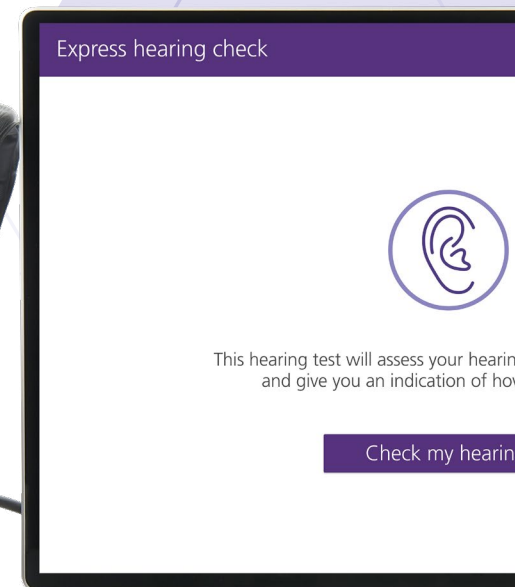 Express hearing check
This hearing test will assess your hearin
and give you an indication of ho
Check my hearin